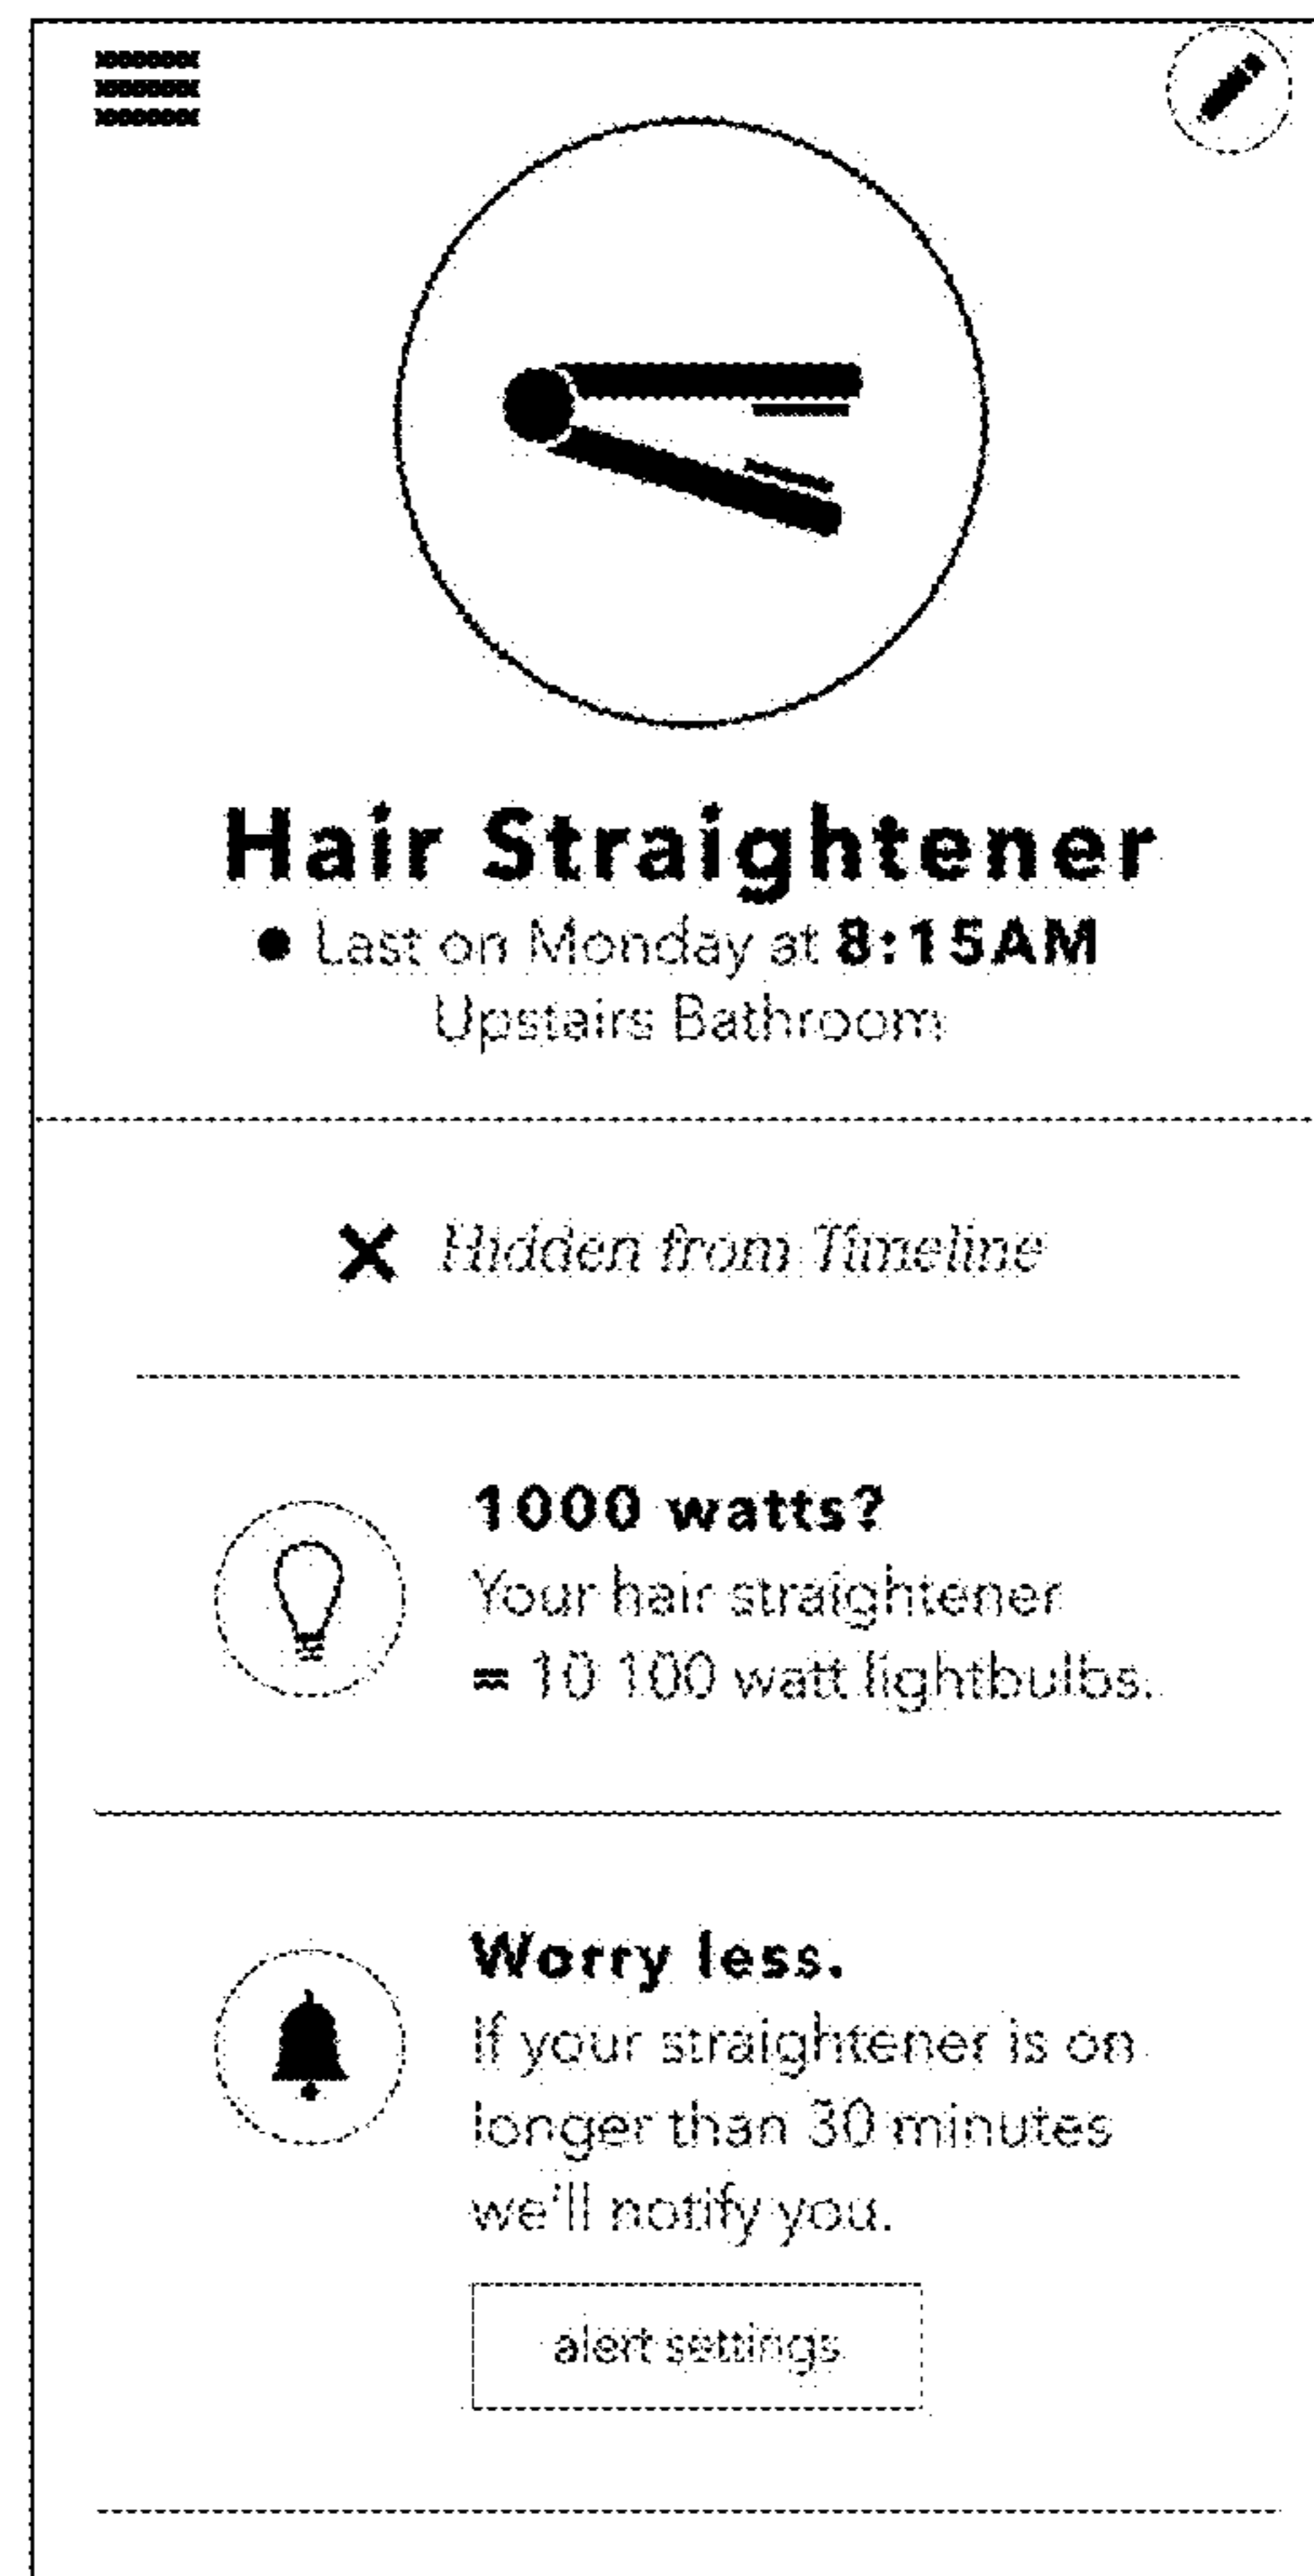 Hair Straightener
● Last on Monday at 8:15AM
Upstairs Bathroom
× Hidden from Timeline
1000 watts?
Your hair straightener
= 10 100 watt lightbulbs.
Worry less.
If your straightener is on
longer than 30 minutes
we'll notify you.
alert settings